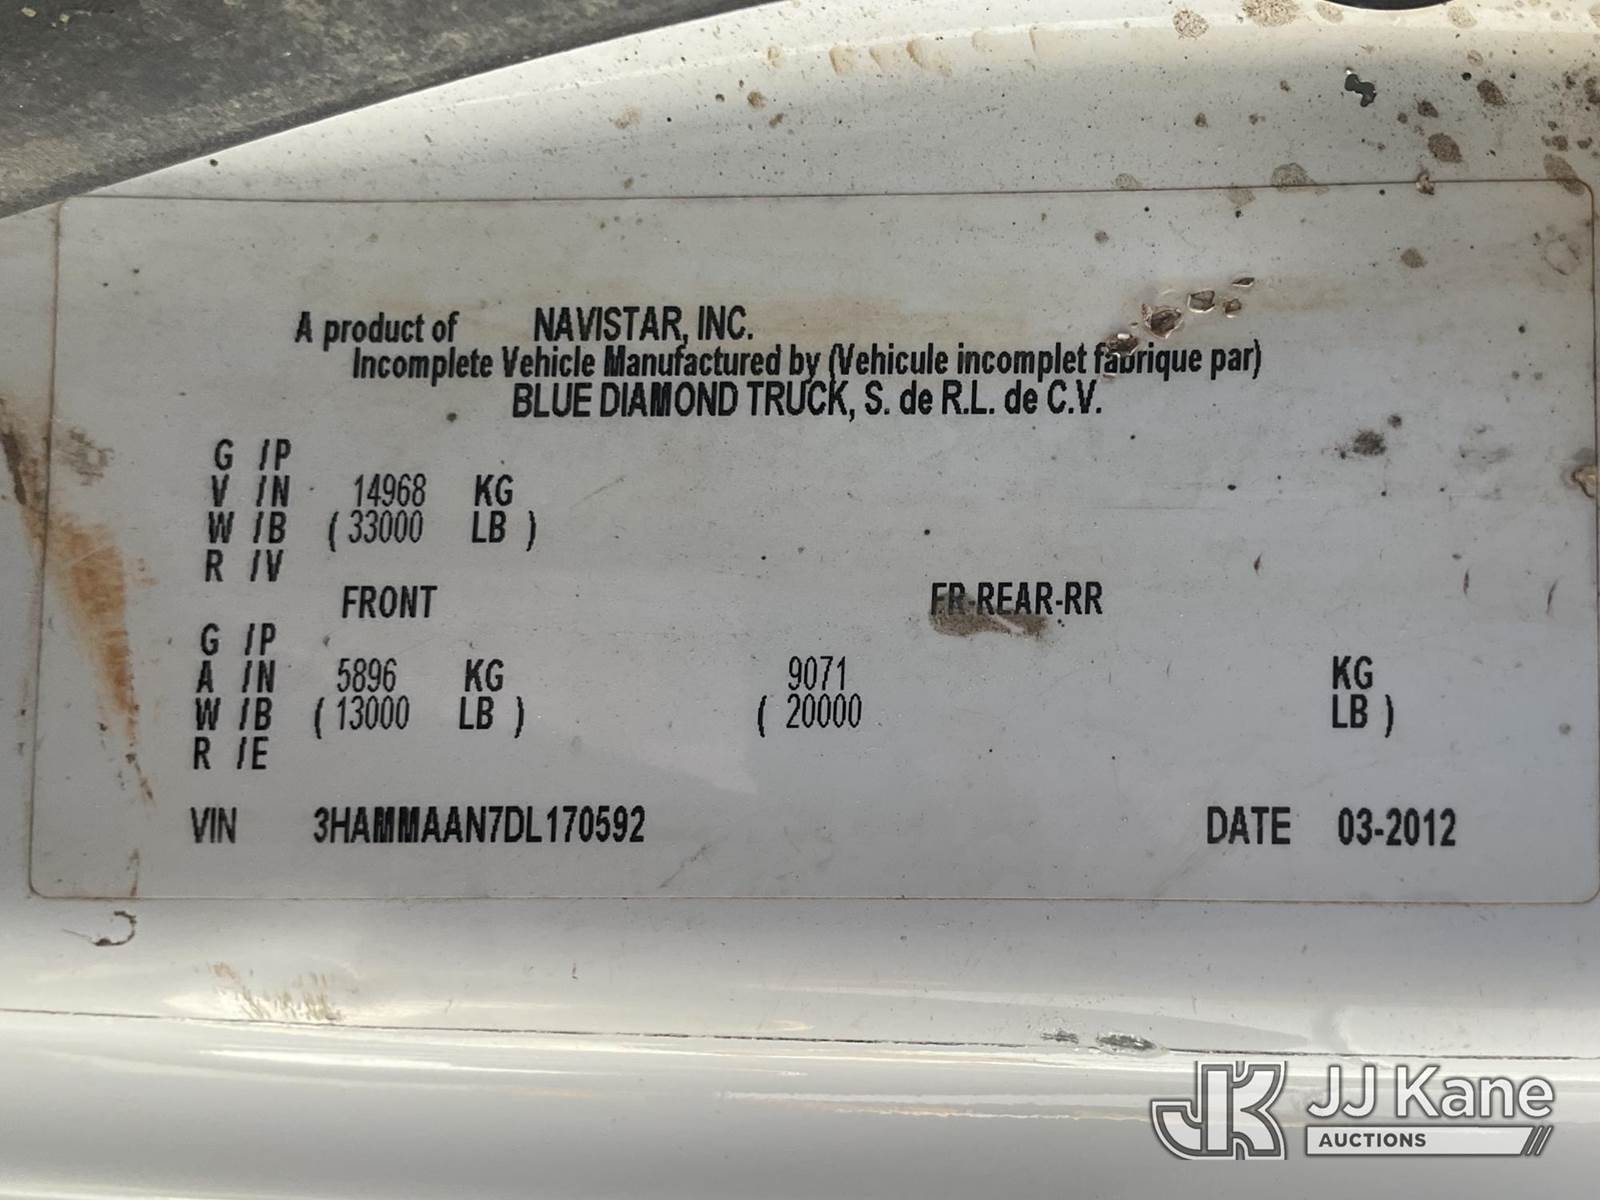 A product of NAVISTAR, INC.
Incomplete Vehicle Manufactured by (Vehicule incomplet fabrique par)
BLUE DIAMOND TRUCK, S. de R.L. de C.V.
G /P
V /N 14968 KG
W /B ( 33000 LB )
R /V
FRONT FR-REAR-RR
G /P
A /N 5896 KG 9071 KG
W /B ( 13000 LB ) ( 20000 LB )
R /E
VIN 3HAMMAAN7DL170592 DATE 03-2012
JK JJ Kane
AUCTIONS